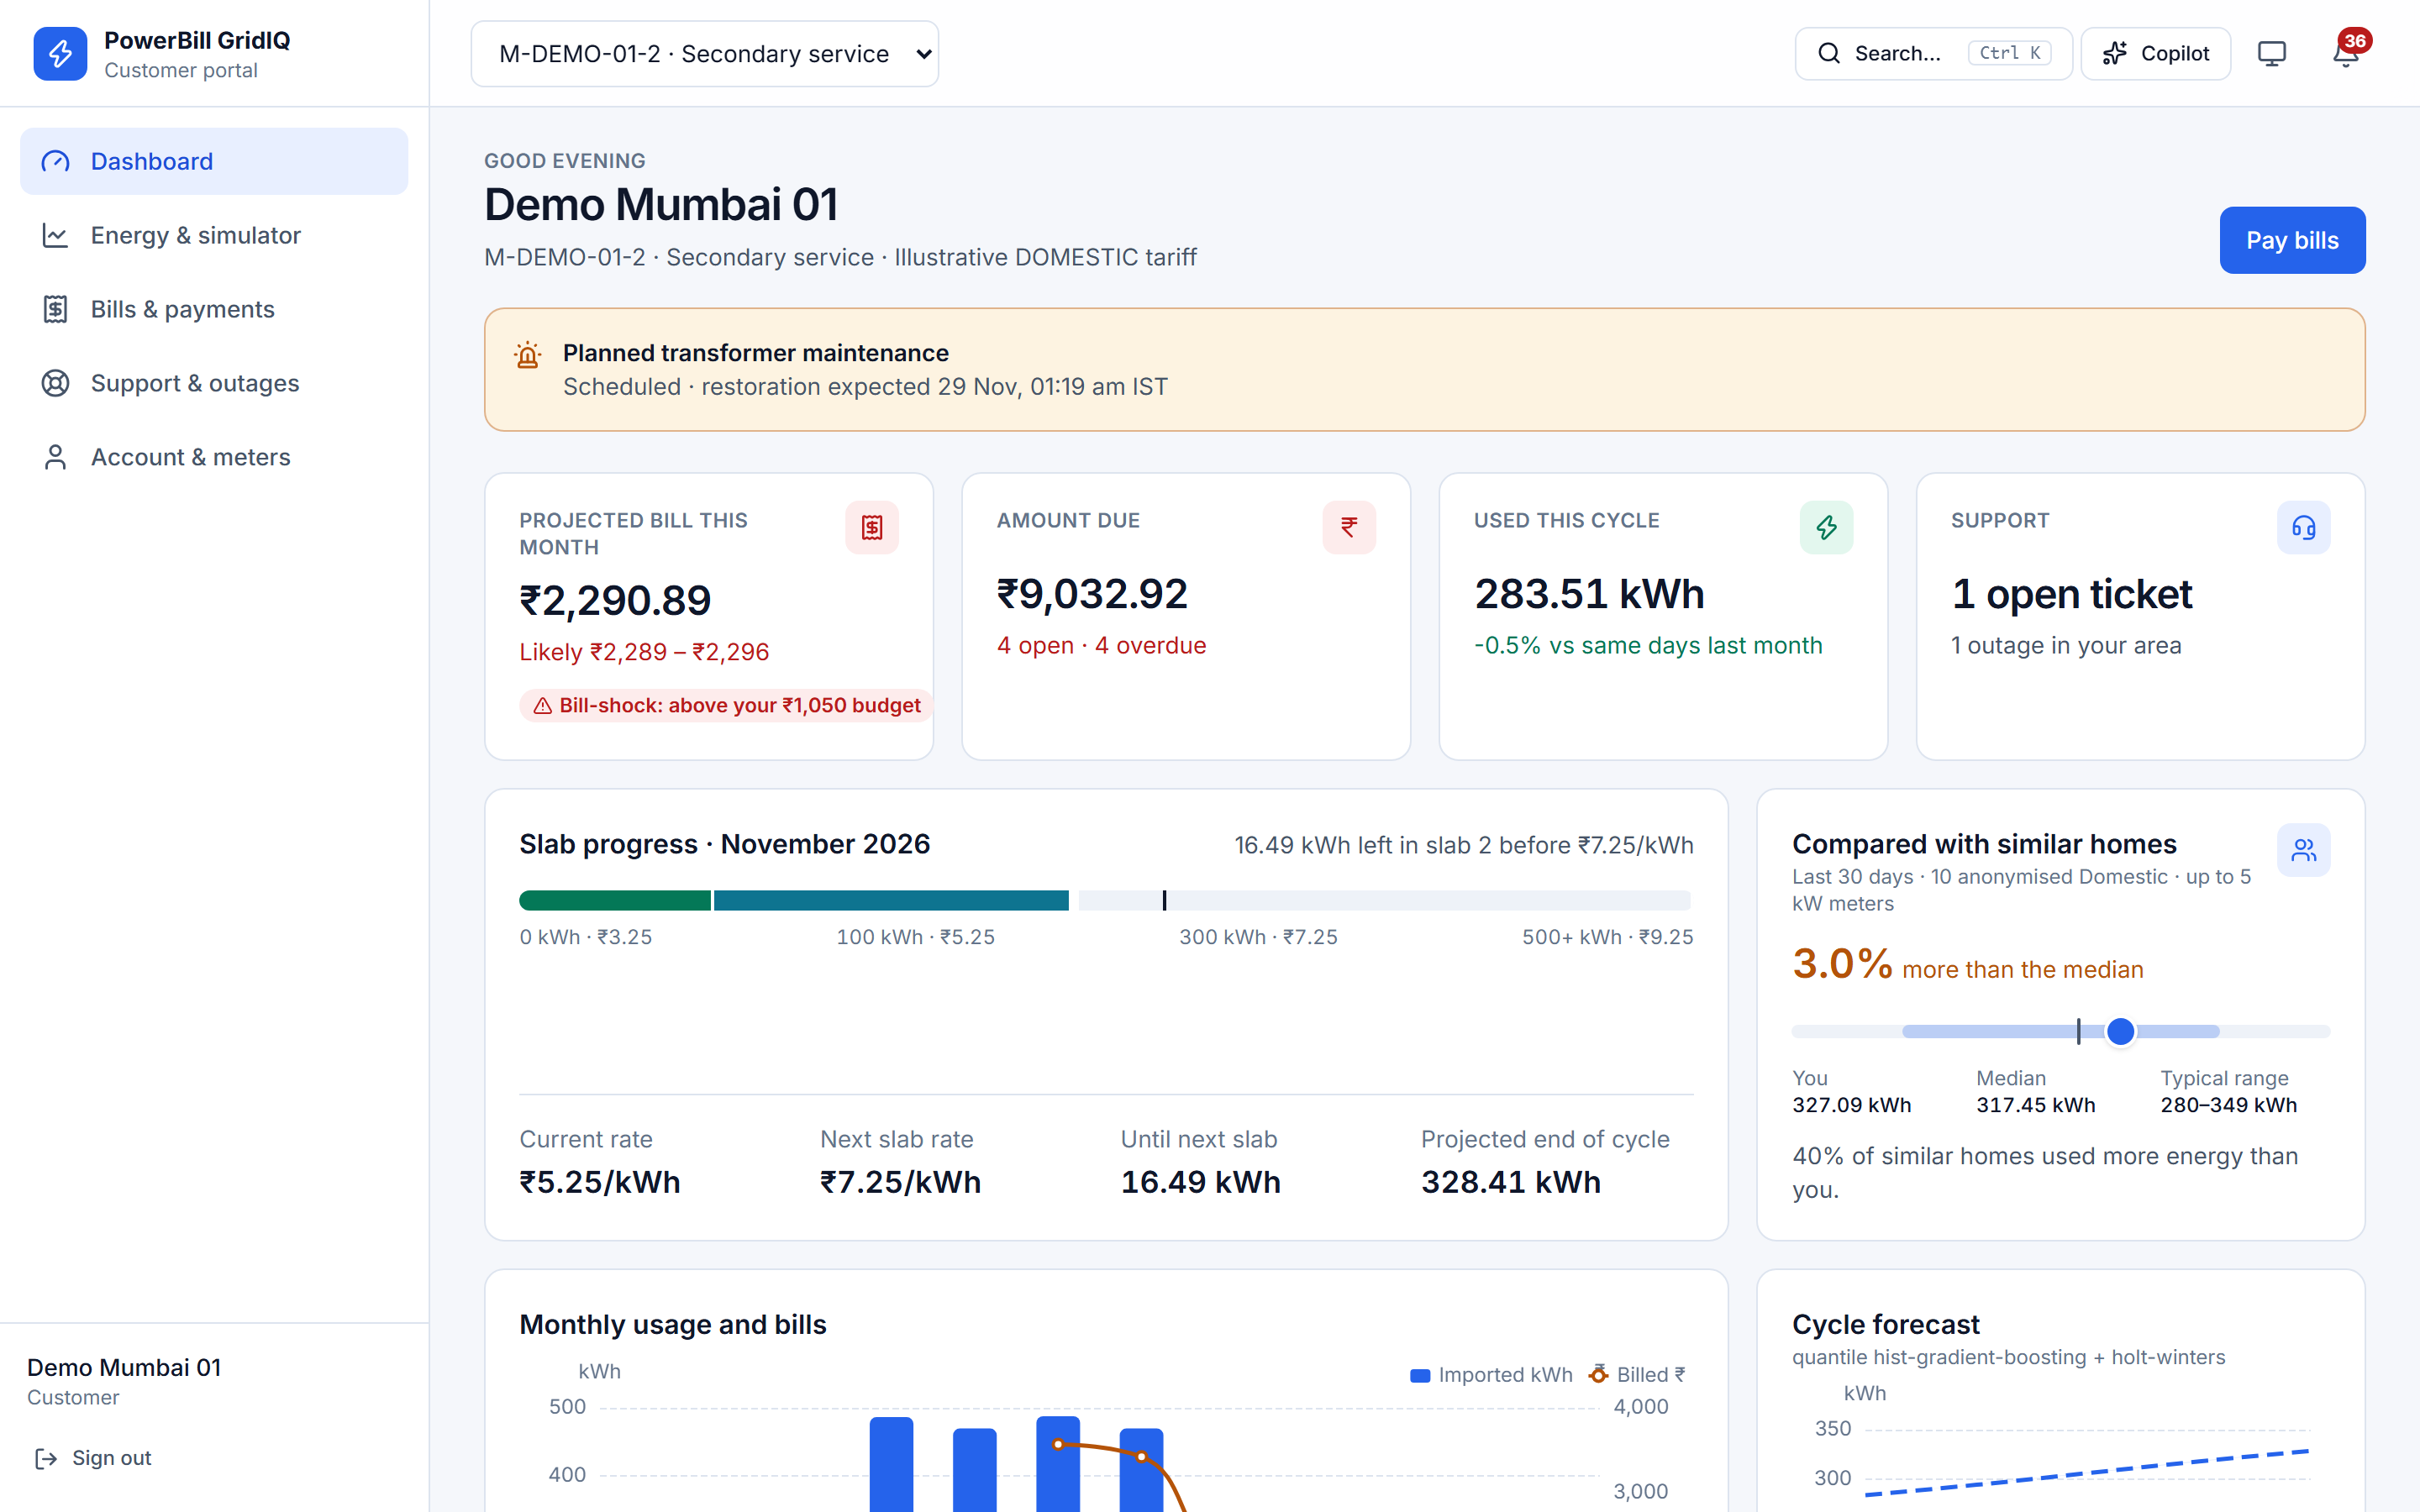 PowerBill GridIQ
Customer portal
M-DEMO-01-2 · Secondary service
Search...
Ctrl K
Copilot
36
Dashboard
Energy & simulator
Bills & payments
Support & outages
Account & meters
GOOD EVENING
Demo Mumbai 01
M-DEMO-01-2 · Secondary service · Illustrative DOMESTIC tariff
Pay bills
Planned transformer maintenance
Scheduled · restoration expected 29 Nov, 01:19 am IST
PROJECTED BILL THIS
MONTH
₹2,290.89
Likely ₹2,289 – ₹2,296
Bill-shock: above your ₹1,050 budget
AMOUNT DUE
₹
₹9,032.92
4 open · 4 overdue
USED THIS CYCLE
283.51 kWh
-0.5% vs same days last month
SUPPORT
1 open ticket
1 outage in your area
Slab progress · November 2026
16.49 kWh left in slab 2 before ₹7.25/kWh
0 kWh · ₹3.25
100 kWh · ₹5.25
300 kWh · ₹7.25
500+ kWh · ₹9.25
Current rate
₹5.25/kWh
Next slab rate
₹7.25/kWh
Until next slab
16.49 kWh
Projected end of cycle
328.41 kWh
Compared with similar homes
Last 30 days · 10 anonymised Domestic · up to 5
kW meters
3.0% more than the median
You
327.09 kWh
Median
317.45 kWh
Typical range
280–349 kWh
40% of similar homes used more energy than
you.
Monthly usage and bills
kWh
₹
Imported kWh
Billed ₹
500
4,000
400
3,000
Cycle forecast
quantile hist-gradient-boosting + holt-winters
kWh
350
300
Demo Mumbai 01
Customer
Sign out